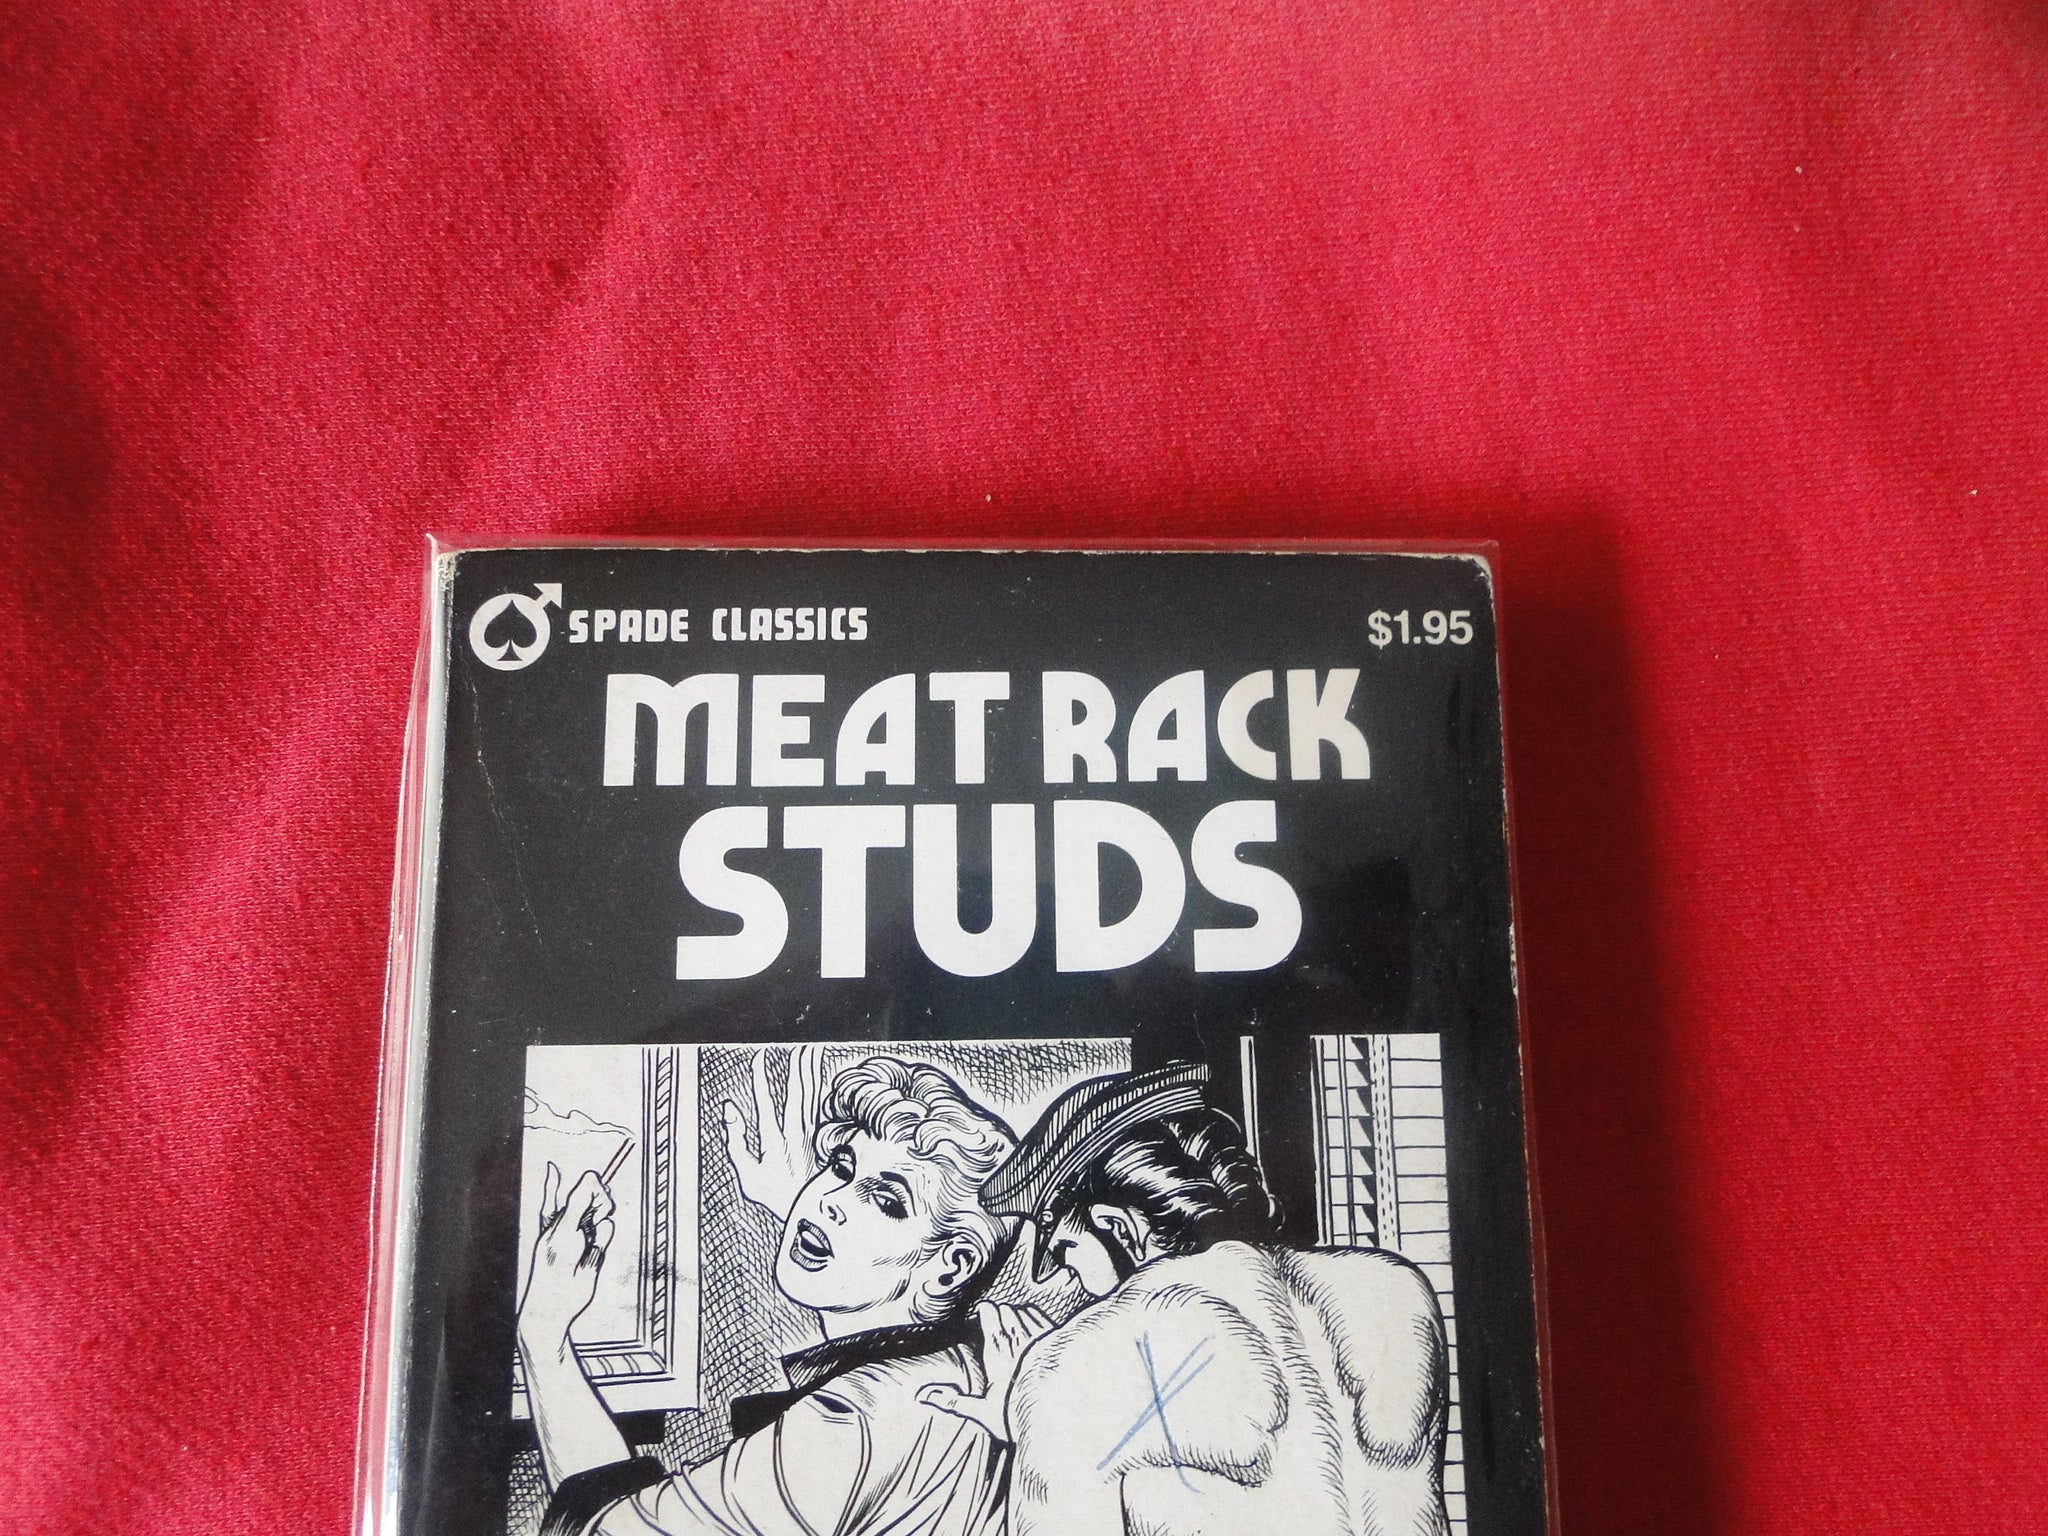 SPADE CLASSICS
$1.95
MEAT RACK
STUDS